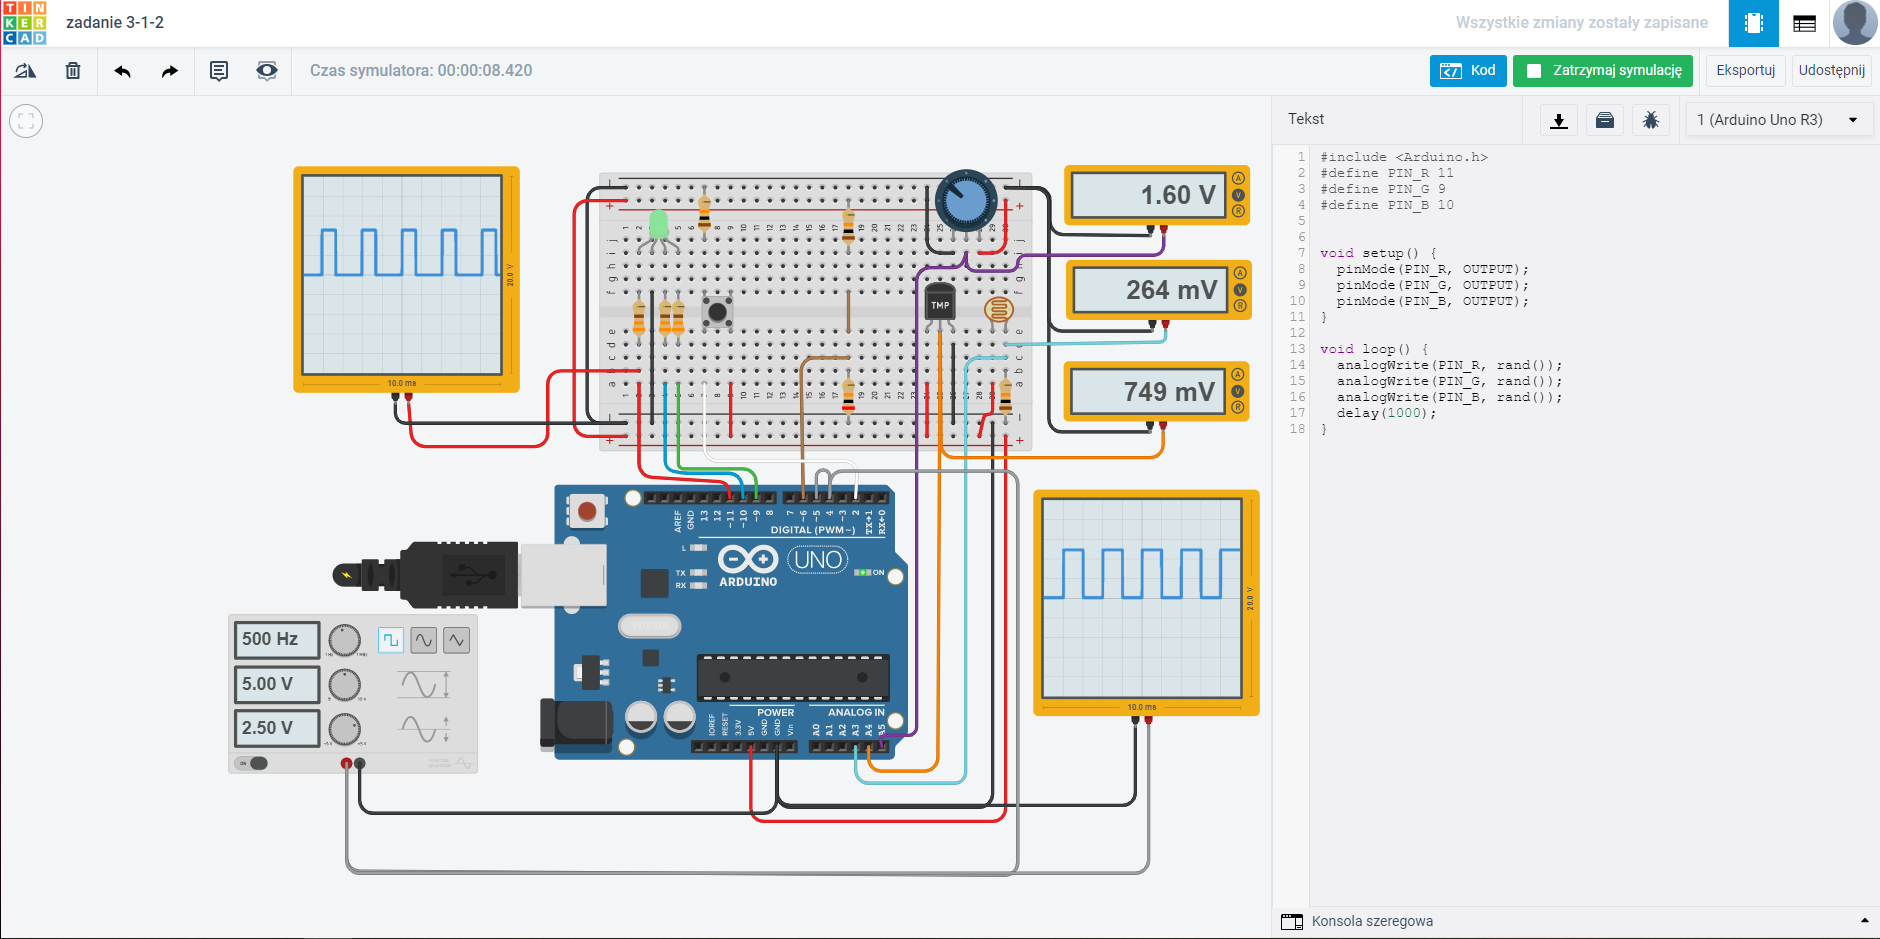 TIN
KER
CAD
zadanie 3-1-2
Wszystkie zmiany zostały zapisane
Czas symulatora: 00:00:08.420
Kod
Zatrzymaj symulację
Eksportuj
Udostępnij
Tekst
1 (Arduino Uno R3)
1 #include <Arduino.h>
2 #define PIN_R 11
3 #define PIN_G 9
4 #define PIN_B 10
5
6
7 void setup() {
8 pinMode(PIN_R, OUTPUT);
9 pinMode(PIN_G, OUTPUT);
10 pinMode(PIN_B, OUTPUT);
11 }
12
13 void loop() {
14 analogWrite(PIN_R, rand());
15 analogWrite(PIN_G, rand());
16 analogWrite(PIN_B, rand());
17 delay(1000);
18 }
Konsola szeregowa
20.0 V
10.0 ms
1.60 V
A
V
R
264 mV
A
V
R
749 mV
A
V
R
TMP
20.0 V
10.0 ms
AREF
GND
13
12
~11
~10
~9
8
7
~6
~5
~4
~3
2
TX→1
RX←0
DIGITAL (PWM~)
L
TX
RX
UNO
ARDUINO
ON
POWER
ANALOG IN
IOREF
RESET
3.3V
5V
GND
GND
Vin
A0
A1
A2
A3
A4
A5
500 Hz
5.00 V
2.50 V
ON